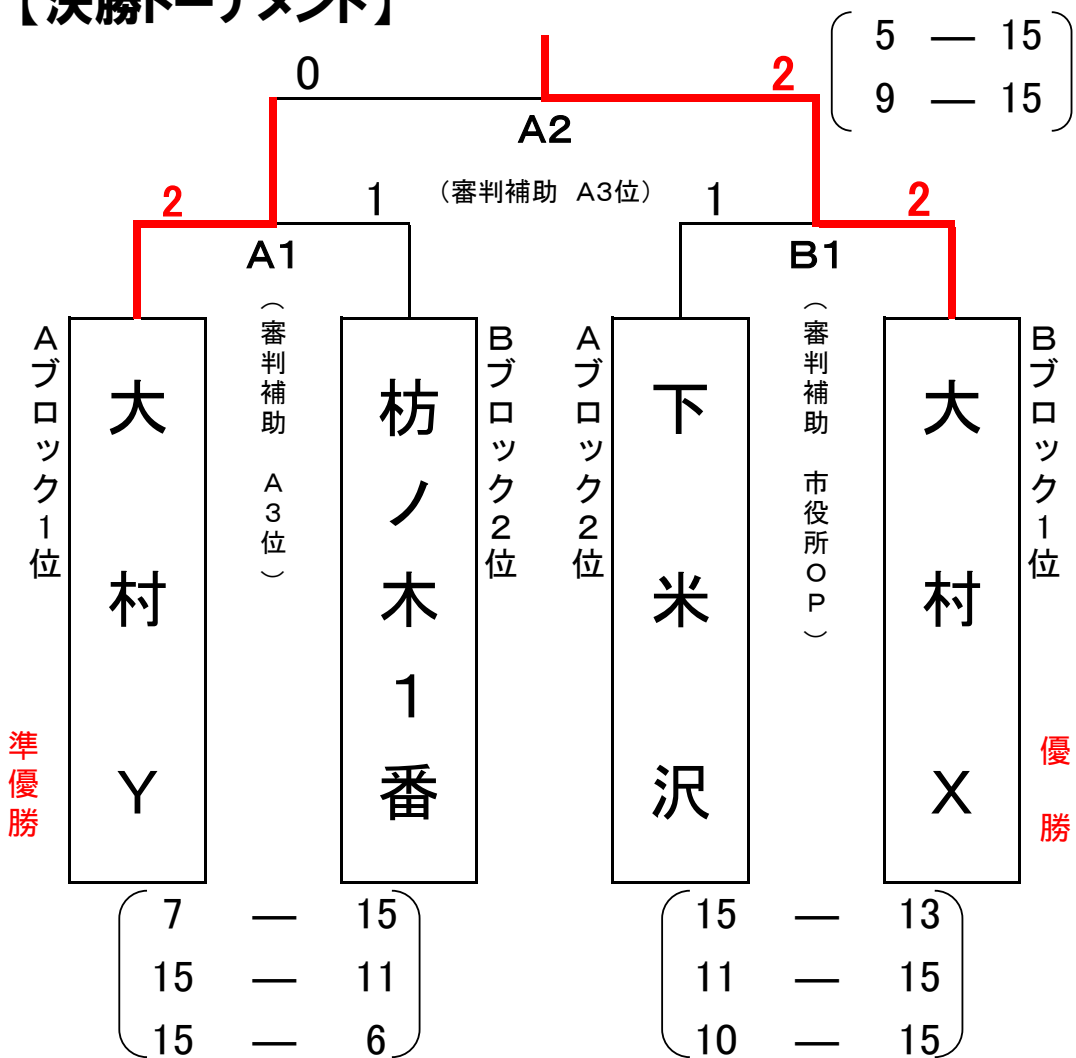 【決勝トーナメント】
5 ― 15
9 ― 15
0
2
A2
(審判補助 A3位)
2
1
1
2
A1
B1
Aブロック1位
大村Y
準優勝
(審判補助 A3位)
枋ノ木1番
Bブロック2位
Aブロック2位
下米沢
(審判補助 市役所OP)
大村X
Bブロック1位
優勝
7 ― 15
15 ― 11
15 ― 6
15 ― 13
11 ― 15
10 ― 15